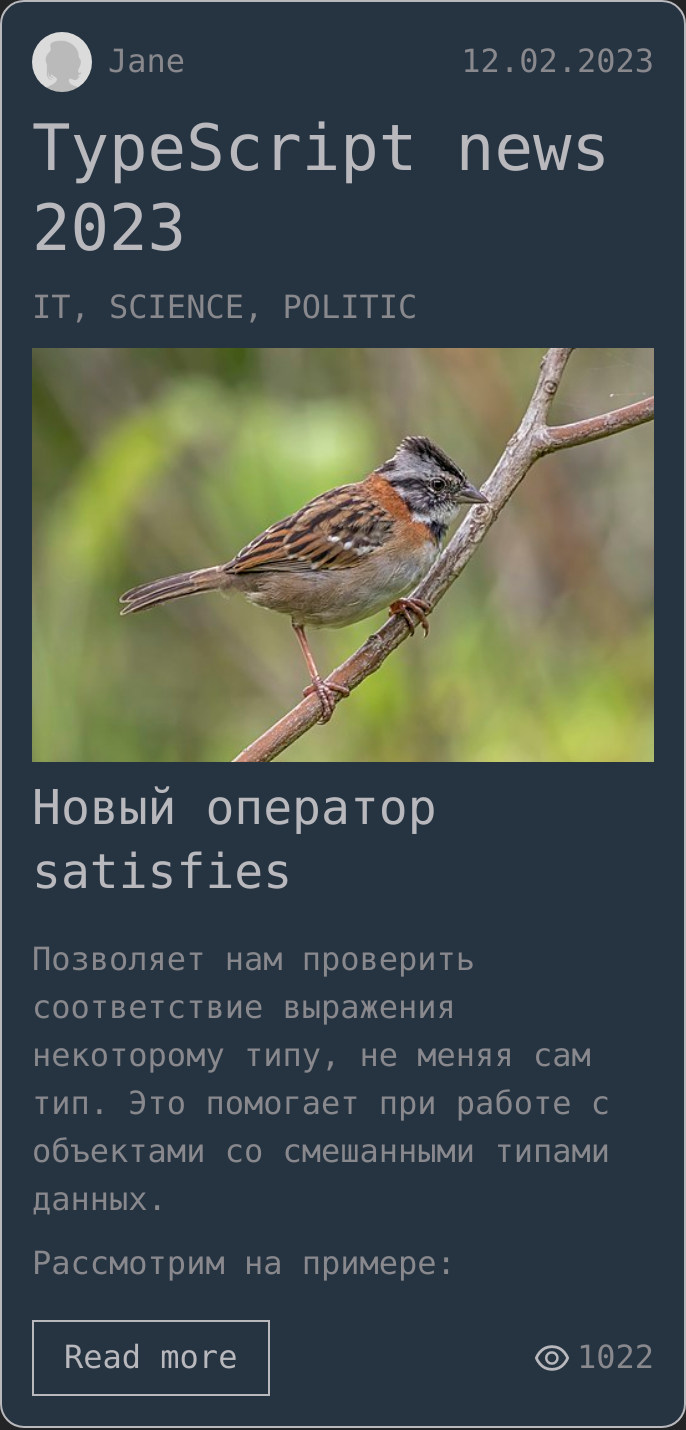 Jane 12.02.2023
TypeScript news
2023
IT, SCIENCE, POLITIC
Новый оператор
satisfies
Позволяет нам проверить
соответствие выражения
некоторому типу, не меняя сам
тип. Это помогает при работе с
объектами со смешанными типами
данных.
Рассмотрим на примере:
Read more 1022